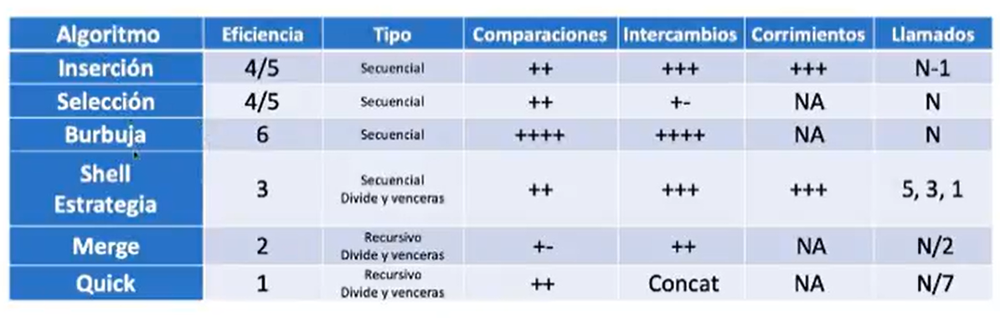 Algoritmo Eficiencia Tipo Comparaciones Intercambios Corrimientos Llamados
Inserción 4/5 Secuencial ++ +++ +++ N-1
Selección 4/5 Secuencial ++ +- NA N
Burbuja 6 Secuencial ++++ ++++ NA N
Shell
Estrategia
3
Secuencial
Divide y venceras
++ +++ +++ 5, 3, 1
Merge 2
Recursivo
Divide y venceras
+- ++ NA N/2
Quick 1
Recursivo
Divide y venceras
++ Concat NA N/7